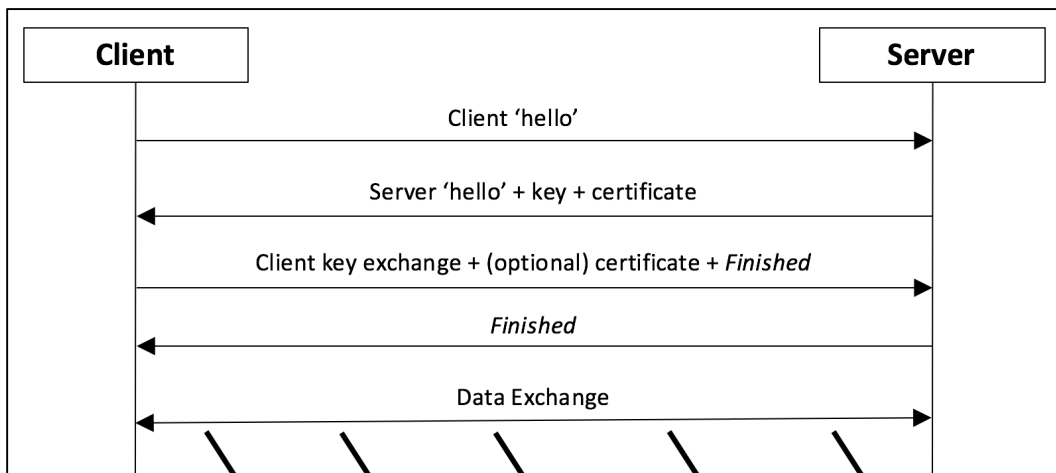 Client
Server
Client ‘hello’
Server ‘hello’ + key + certificate
Client key exchange + (optional) certificate + Finished
Finished
Data Exchange